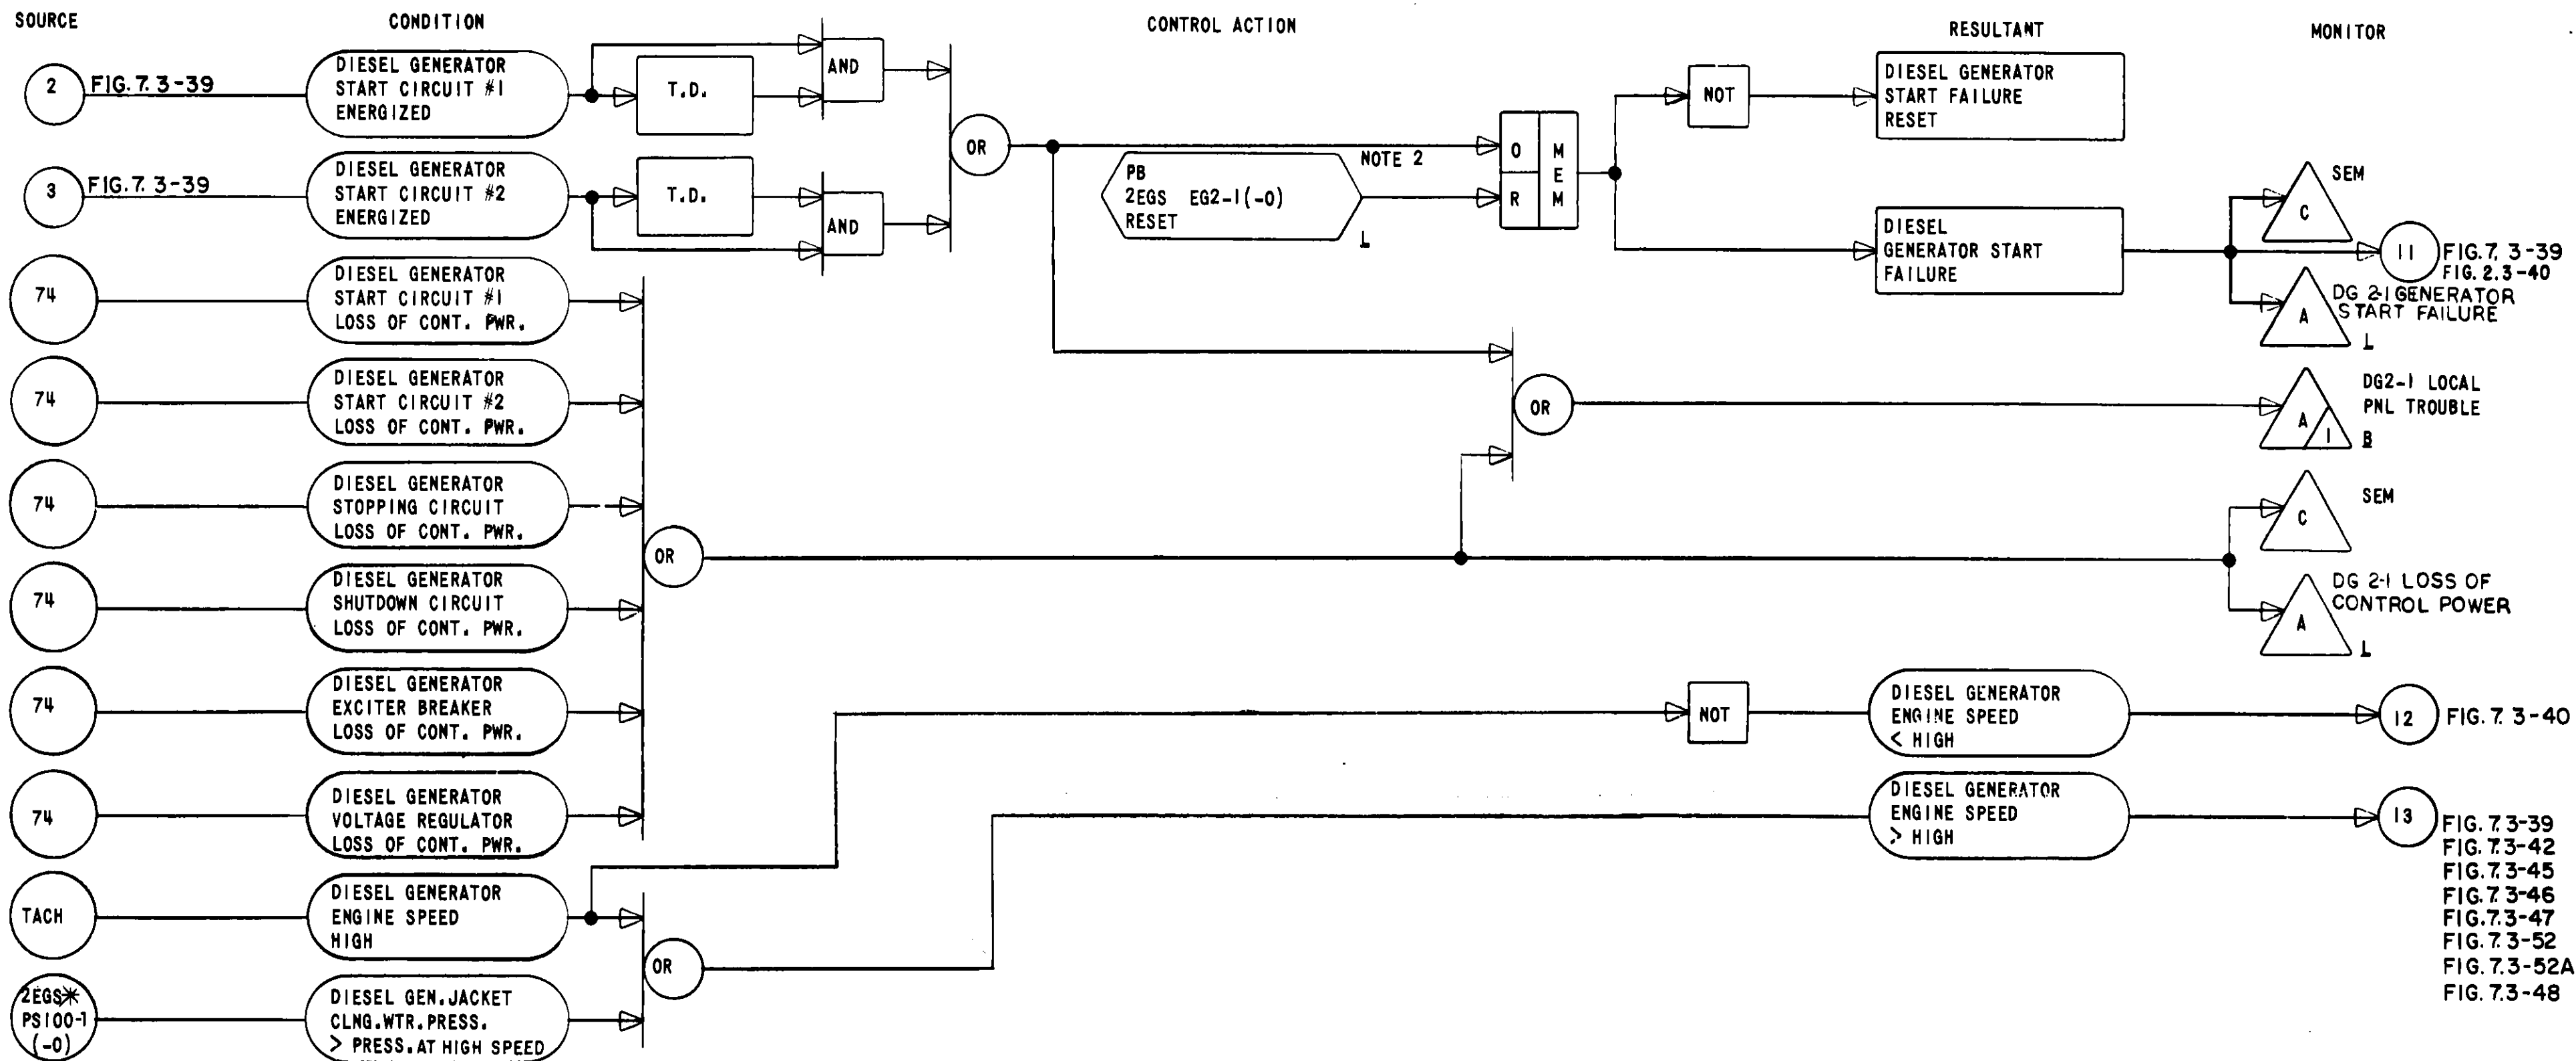 SOURCE
CONDITION
CONTROL ACTION
RESULTANT
MONITOR
2
FIG. 7. 3-39
DIESEL GENERATOR
START CIRCUIT #1
ENERGIZED
T.D.
AND
3
FIG. 7. 3-39
DIESEL GENERATOR
START CIRCUIT #2
ENERGIZED
T.D.
AND
OR
PB
2EGS EG2-1(-0)
RESET
NOTE 2
L
O
R
M
E
M
NOT
DIESEL GENERATOR
START FAILURE
RESET
DIESEL
GENERATOR START
FAILURE
C
SEM
11
FIG. 7. 3-39
FIG. 2.3-40
A
DG 2-1 GENERATOR
START FAILURE
L
74
DIESEL GENERATOR
START CIRCUIT #1
LOSS OF CONT. PWR.
74
DIESEL GENERATOR
START CIRCUIT #2
LOSS OF CONT. PWR.
OR
A
1
DG2-1 LOCAL
PNL TROUBLE
B
74
DIESEL GENERATOR
STOPPING CIRCUIT
LOSS OF CONT. PWR.
OR
C
SEM
74
DIESEL GENERATOR
SHUTDOWN CIRCUIT
LOSS OF CONT. PWR.
A
DG 2-1 LOSS OF
CONTROL POWER
L
74
DIESEL GENERATOR
EXCITER BREAKER
LOSS OF CONT. PWR.
NOT
DIESEL GENERATOR
ENGINE SPEED
< HIGH
12
FIG. 7. 3-40
74
DIESEL GENERATOR
VOLTAGE REGULATOR
LOSS OF CONT. PWR.
DIESEL GENERATOR
ENGINE SPEED
> HIGH
13
FIG. 7.3-39
FIG. 7.3-42
FIG. 7.3-45
FIG. 7.3-46
FIG. 7.3-47
FIG. 7.3-52
FIG. 7.3-52A
FIG. 7.3-48
TACH
DIESEL GENERATOR
ENGINE SPEED
HIGH
OR
2EGS*
PS100-1
(-0)
DIESEL GEN. JACKET
CLNG. WTR. PRESS.
> PRESS. AT HIGH SPEED